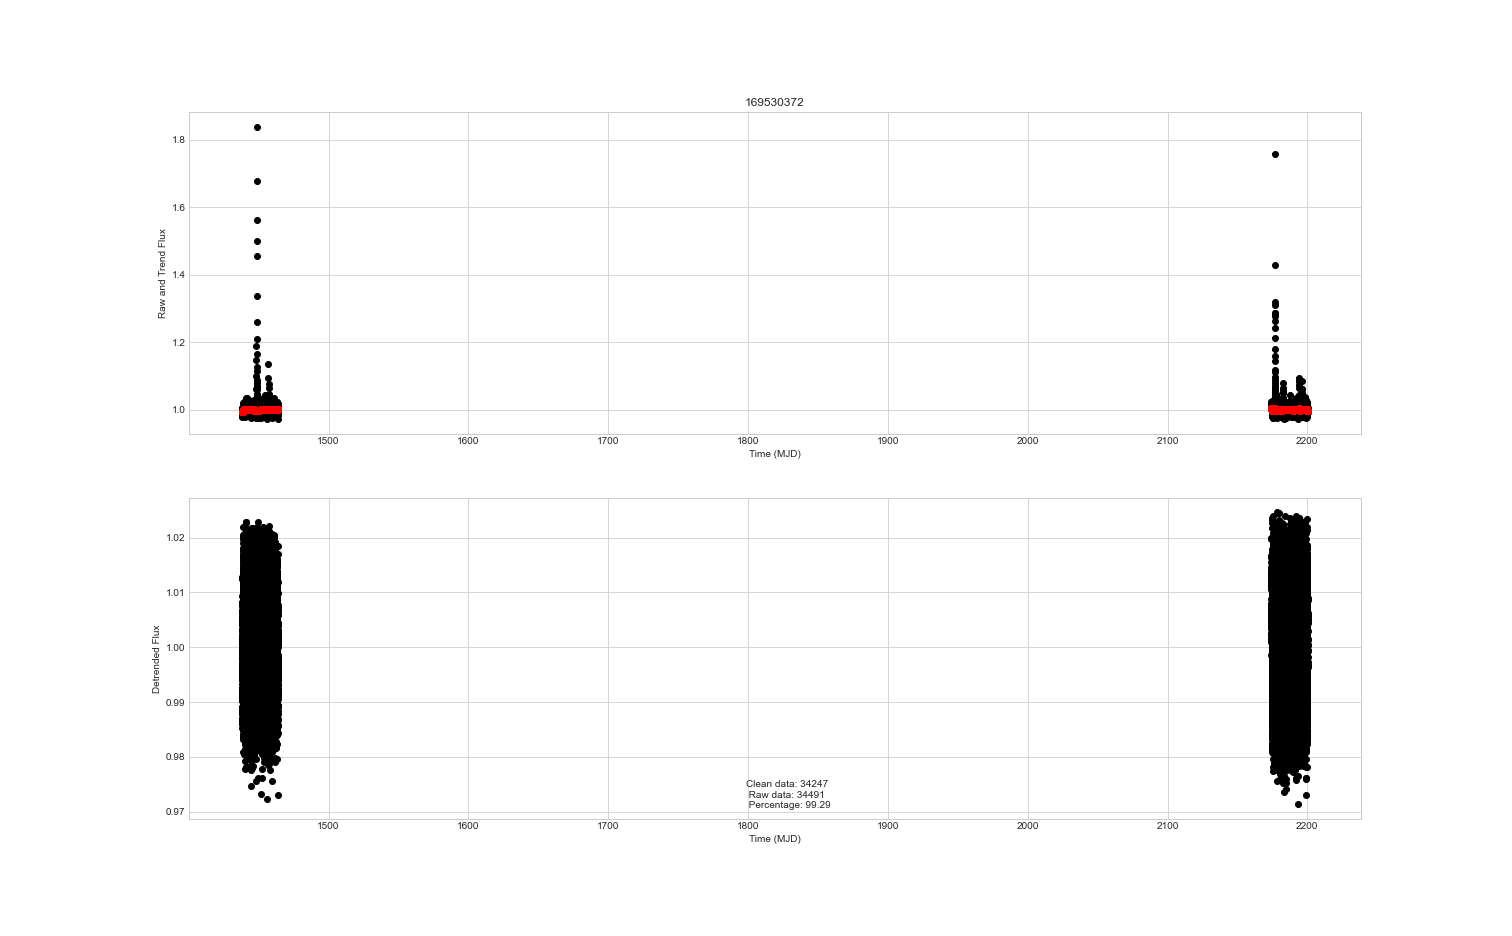 169530372
1.8
1.6
1.4
1.2
1.0
Raw and Trend Flux
1500 1600 1700 1800 1900 2000 2100 2200
Time (MJD)
1.02
1.01
1.00
0.99
0.98
0.97
Detrended Flux
Clean data: 34247
Raw data: 34491
Percentage: 99.29
1500 1600 1700 1800 1900 2000 2100 2200
Time (MJD)